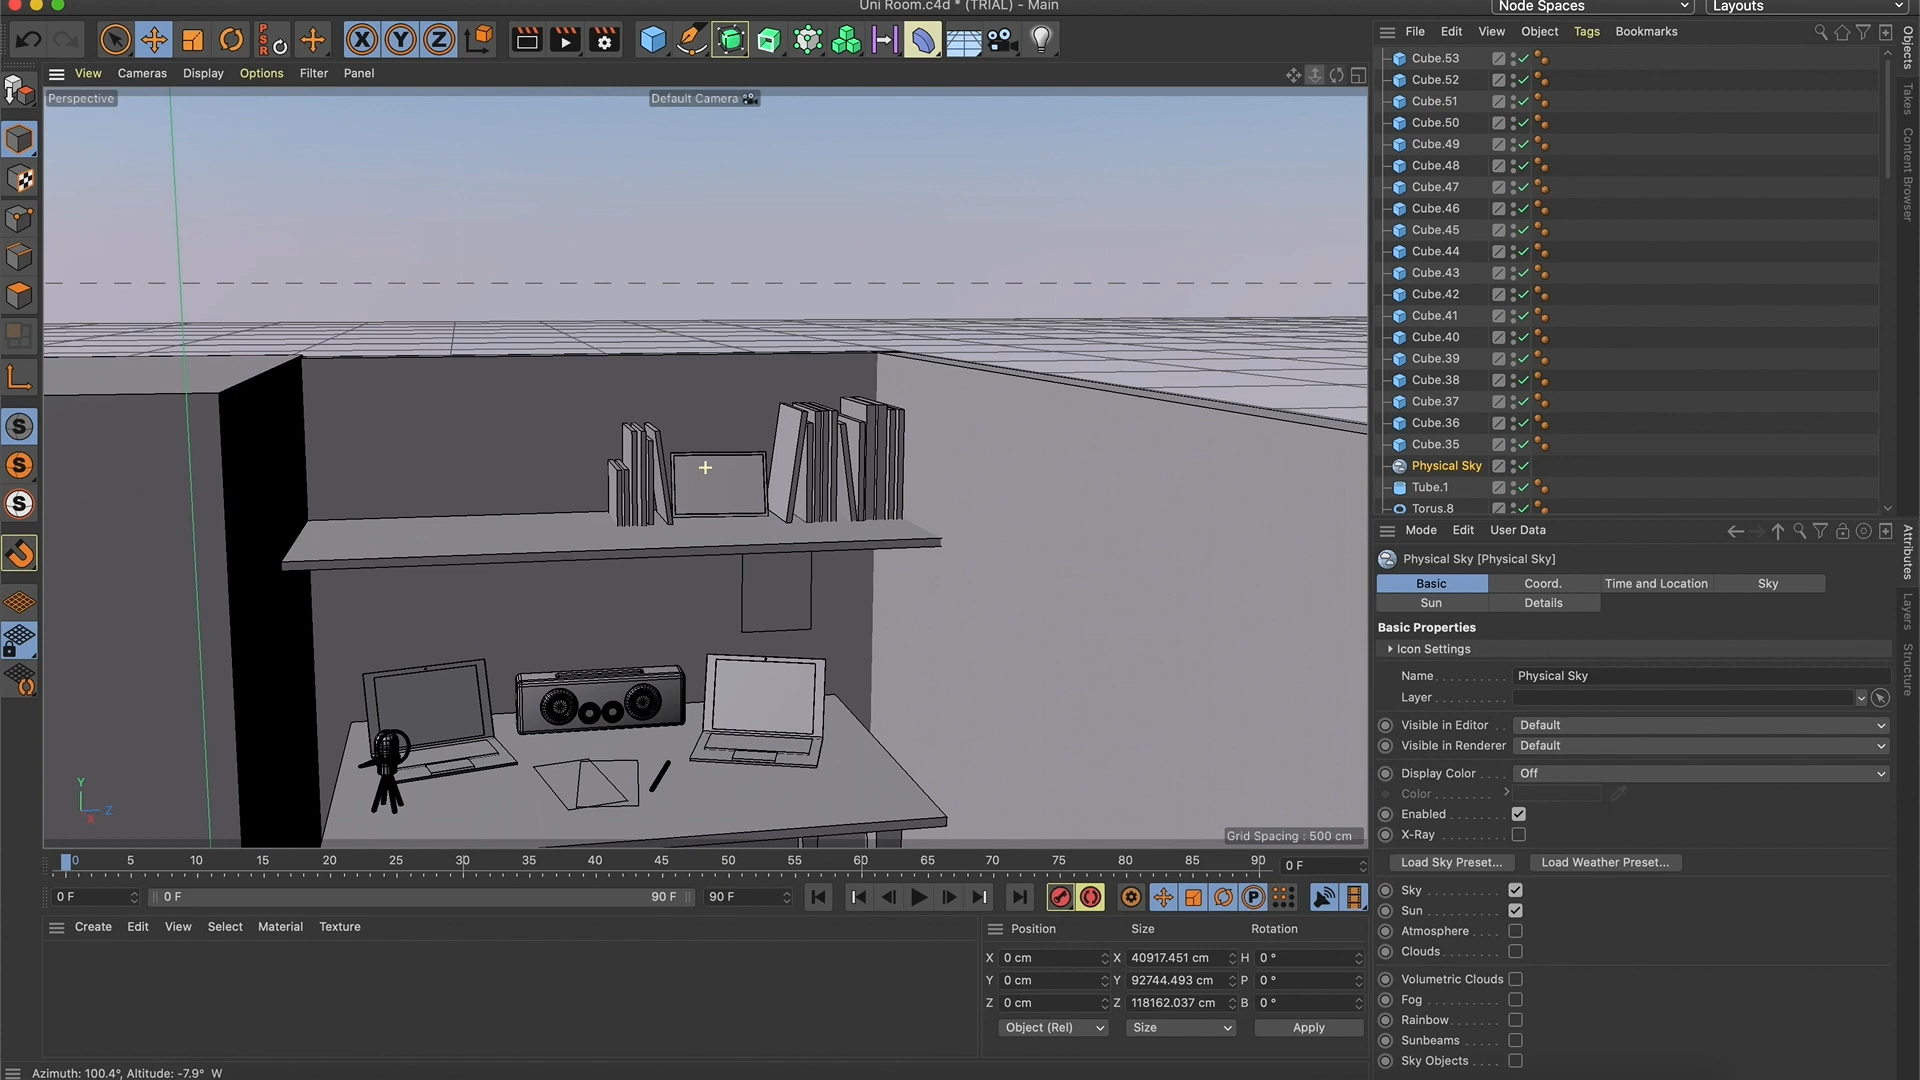 Uni Room.c4d * (TRIAL) - Main
Node Spaces
Layouts
PSR
X Y Z
View Cameras Display Options Filter Panel
Perspective
Default Camera
Y
Z
X
Grid Spacing : 500 cm
0 5 10 15 20 25 30 35 40 45 50 55 60 65 70 75 80 85 90
0 F
0 F
0 F
90 F
90 F
P
Create Edit View Select Material Texture
Position Size Rotation
X 0 cm X 40917.451 cm H 0 °
Y 0 cm Y 92744.493 cm P 0 °
Z 0 cm Z 118162.037 cm B 0 °
Object (Rel) Size Apply
Azimuth: 100.4°, Altitude: -7.9° W
File Edit View Object Tags Bookmarks
Cube.53
Cube.52
Cube.51
Cube.50
Cube.49
Cube.48
Cube.47
Cube.46
Cube.45
Cube.44
Cube.43
Cube.42
Cube.41
Cube.40
Cube.39
Cube.38
Cube.37
Cube.36
Cube.35
Physical Sky
Tube.1
Torus.8
Objects
Takes
Content Browser
Mode Edit User Data
Physical Sky [Physical Sky]
Basic Coord. Time and Location Sky
Sun Details
Basic Properties
Icon Settings
Name Physical Sky
Layer
Visible in Editor Default
Visible in Renderer Default
Display Color Off
Color
Enabled
X-Ray
Load Sky Preset... Load Weather Preset...
Sky
Sun
Atmosphere
Clouds
Volumetric Clouds
Fog
Rainbow
Sunbeams
Sky Objects
Attributes
Layers
Structure